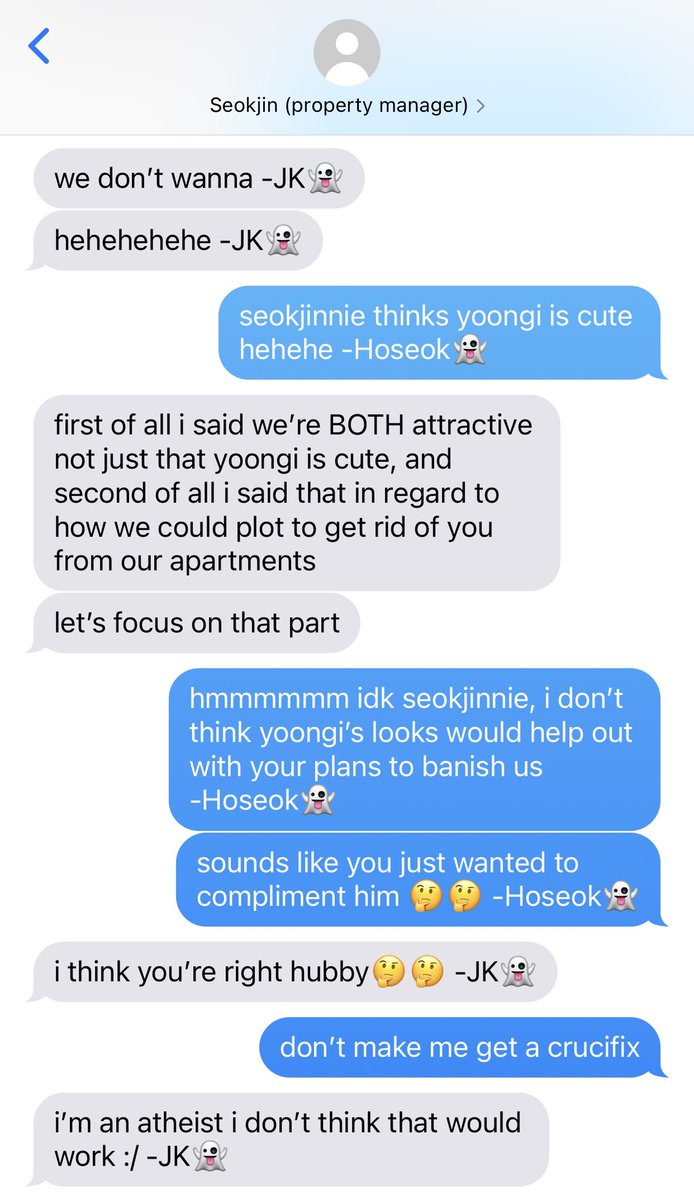 Seokjin (property manager) >
we don’t wanna -JK👻
hehehehehe -JK👻
seokjinnie thinks yoongi is cute
hehehe -Hoseok👻
first of all i said we’re BOTH attractive
not just that yoongi is cute, and
second of all i said that in regard to
how we could plot to get rid of you
from our apartments
let’s focus on that part
hmmmmmm idk seokjinnie, i don’t
think yoongi’s looks would help out
with your plans to banish us
-Hoseok👻
sounds like you just wanted to
compliment him 🤔🤔 -Hoseok👻
i think you’re right hubby🤔🤔 -JK👻
don’t make me get a crucifix
i’m an atheist i don’t think that would
work :/ -JK👻